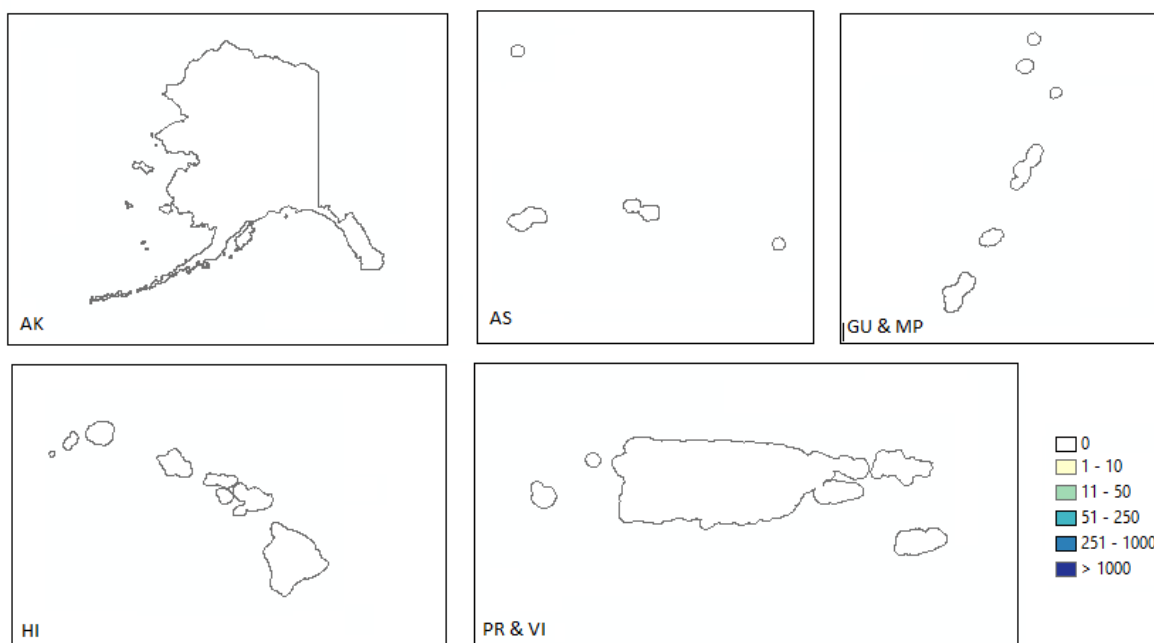 AK
AS
GU & MP
HI
PR & VI
0
1 - 10
11 - 50
51 - 250
251 - 1000
> 1000